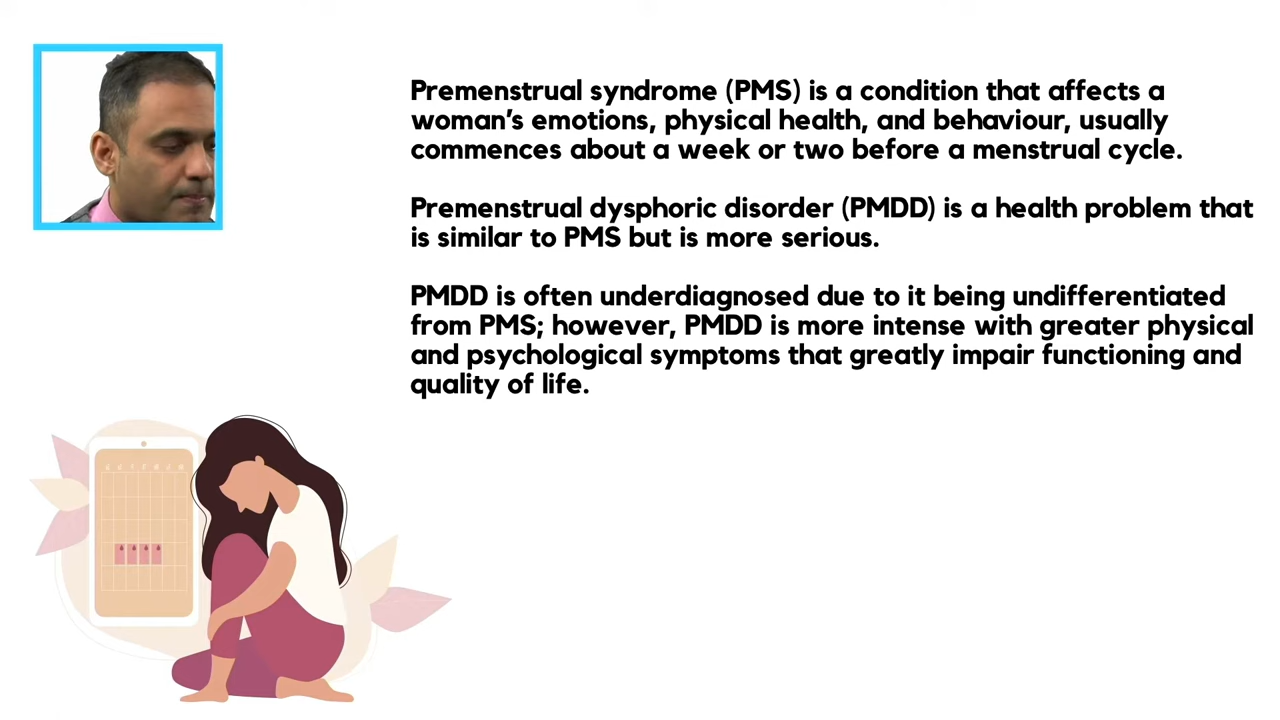 Premenstrual syndrome (PMS) is a condition that affects a
woman's emotions, physical health, and behaviour, usually
commences about a week or two before a menstrual cycle.
Premenstrual dysphoric disorder (PMDD) is a health problem that
is similar to PMS but is more serious.
PMDD is often underdiagnosed due to it being undifferentiated
from PMS; however, PMDD is more intense with greater physical
and psychological symptoms that greatly impair functioning and
quality of life.